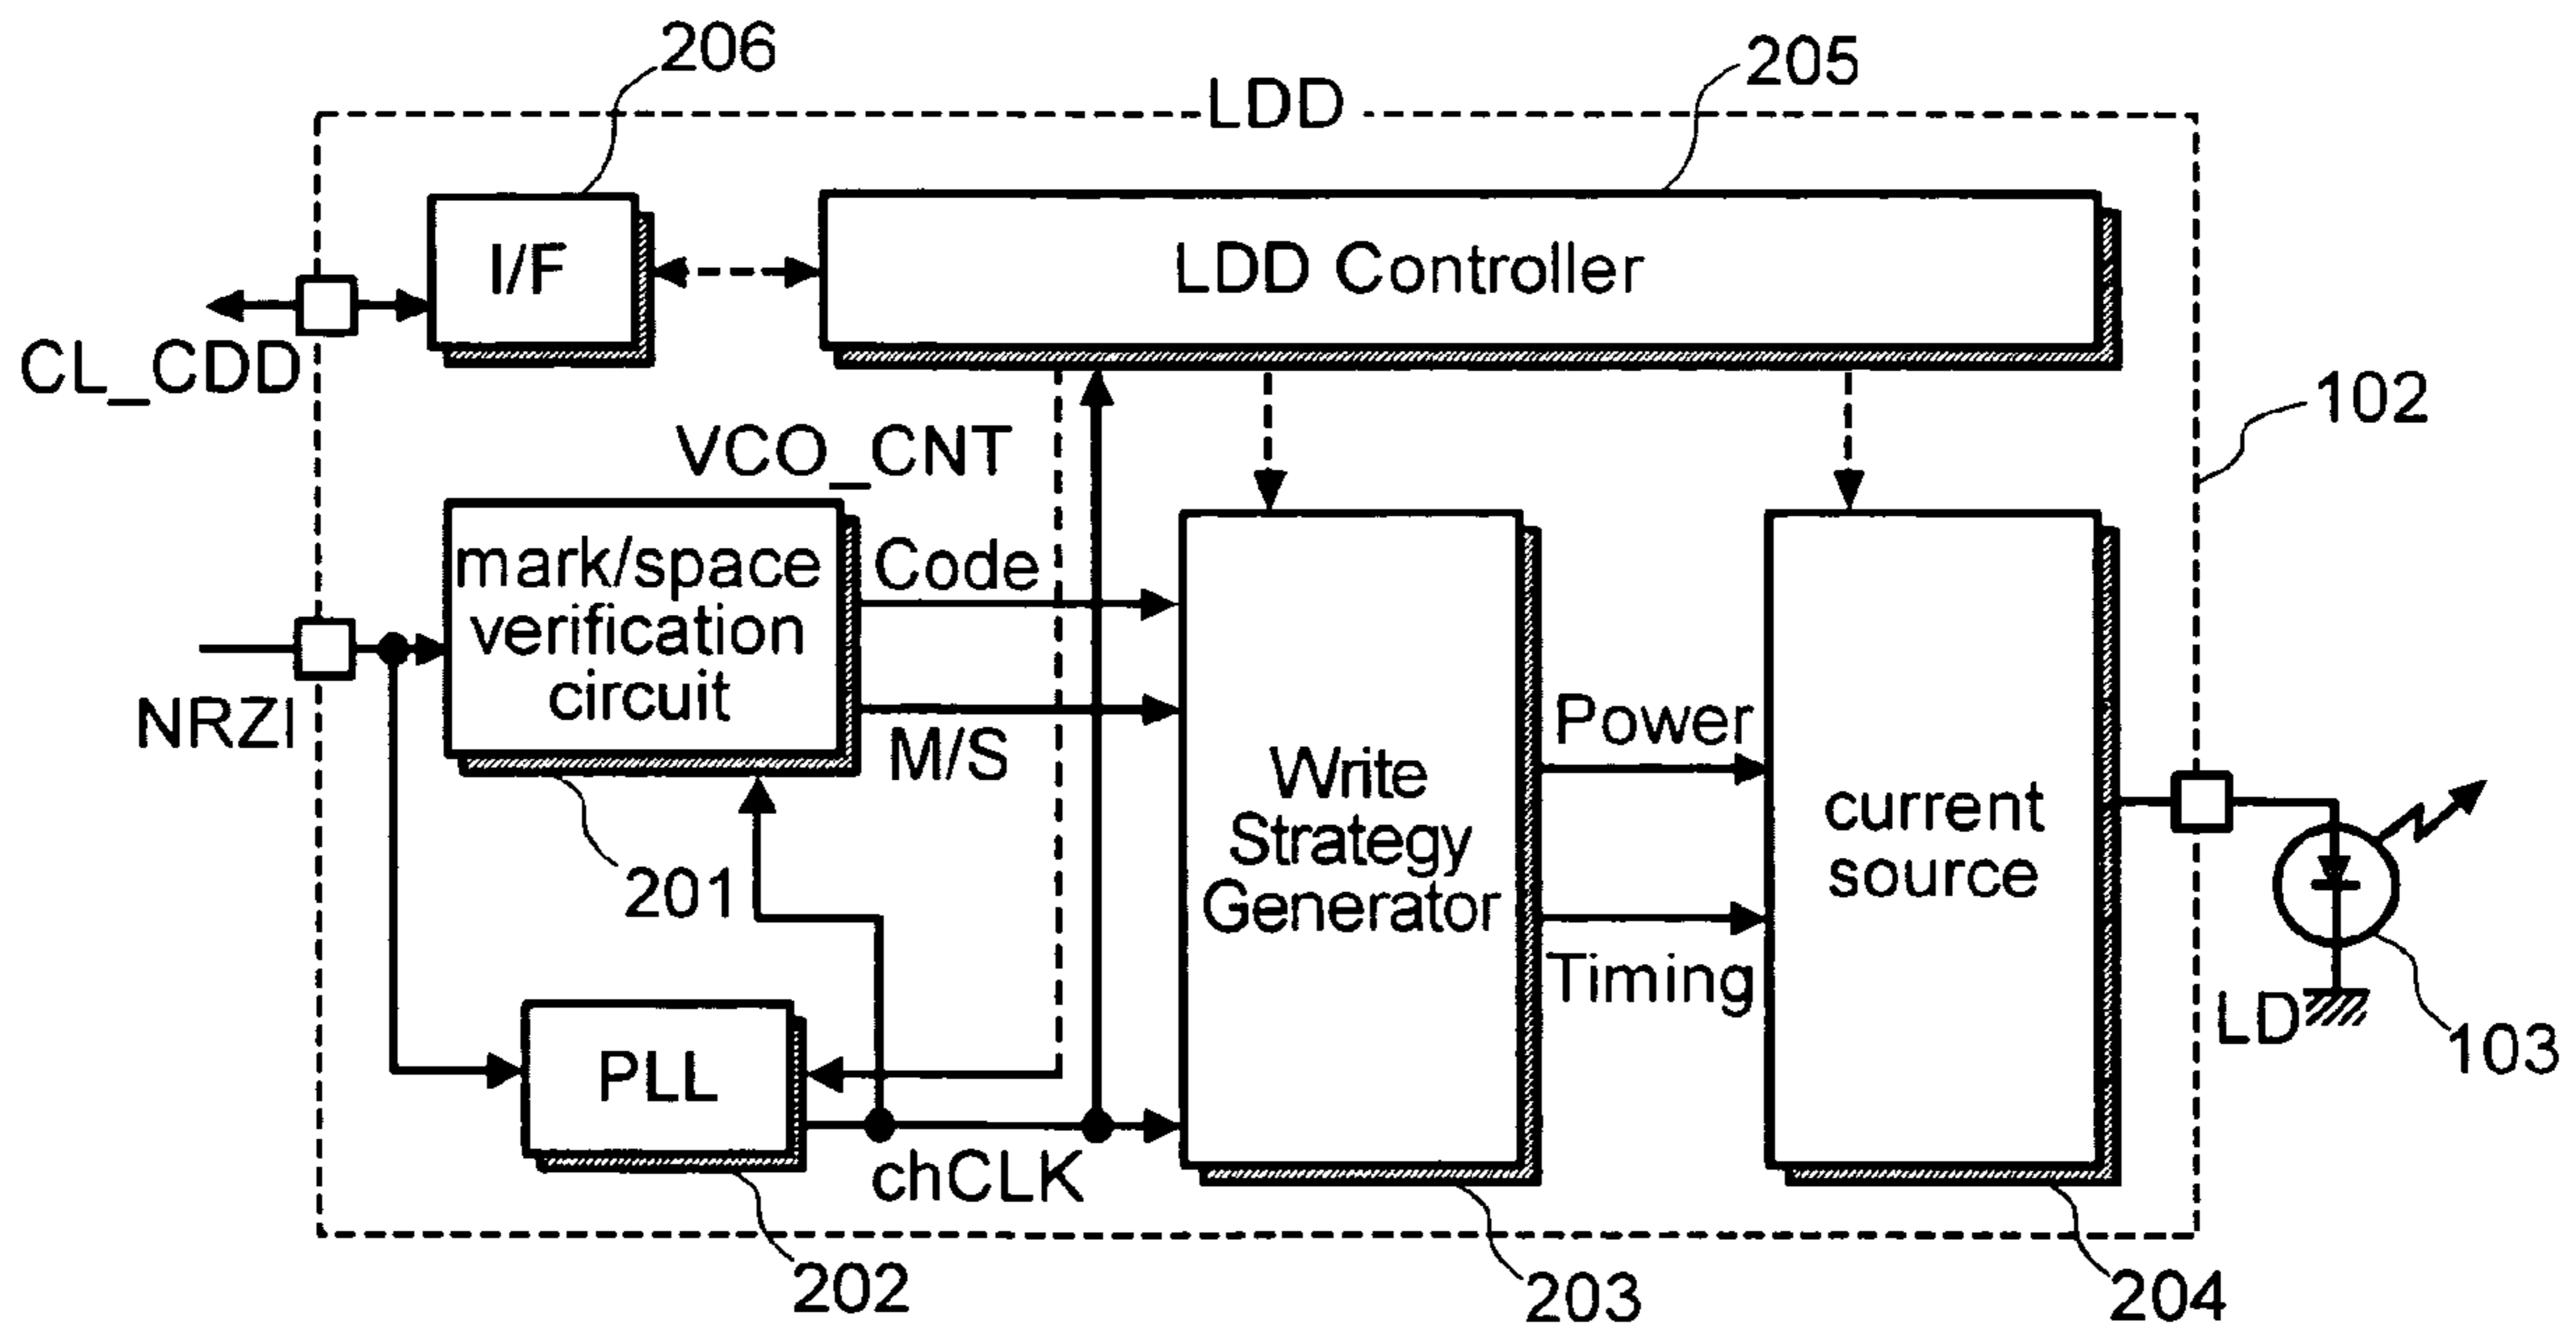 206
205
LDD
I/F
LDD Controller
CL_CDD
102
VCO_CNT
mark/space
verification
circuit
Code
M/S
NRZI
201
Write
Strategy
Generator
Power
Timing
current
source
PLL
chCLK
LD
103
202
203
204